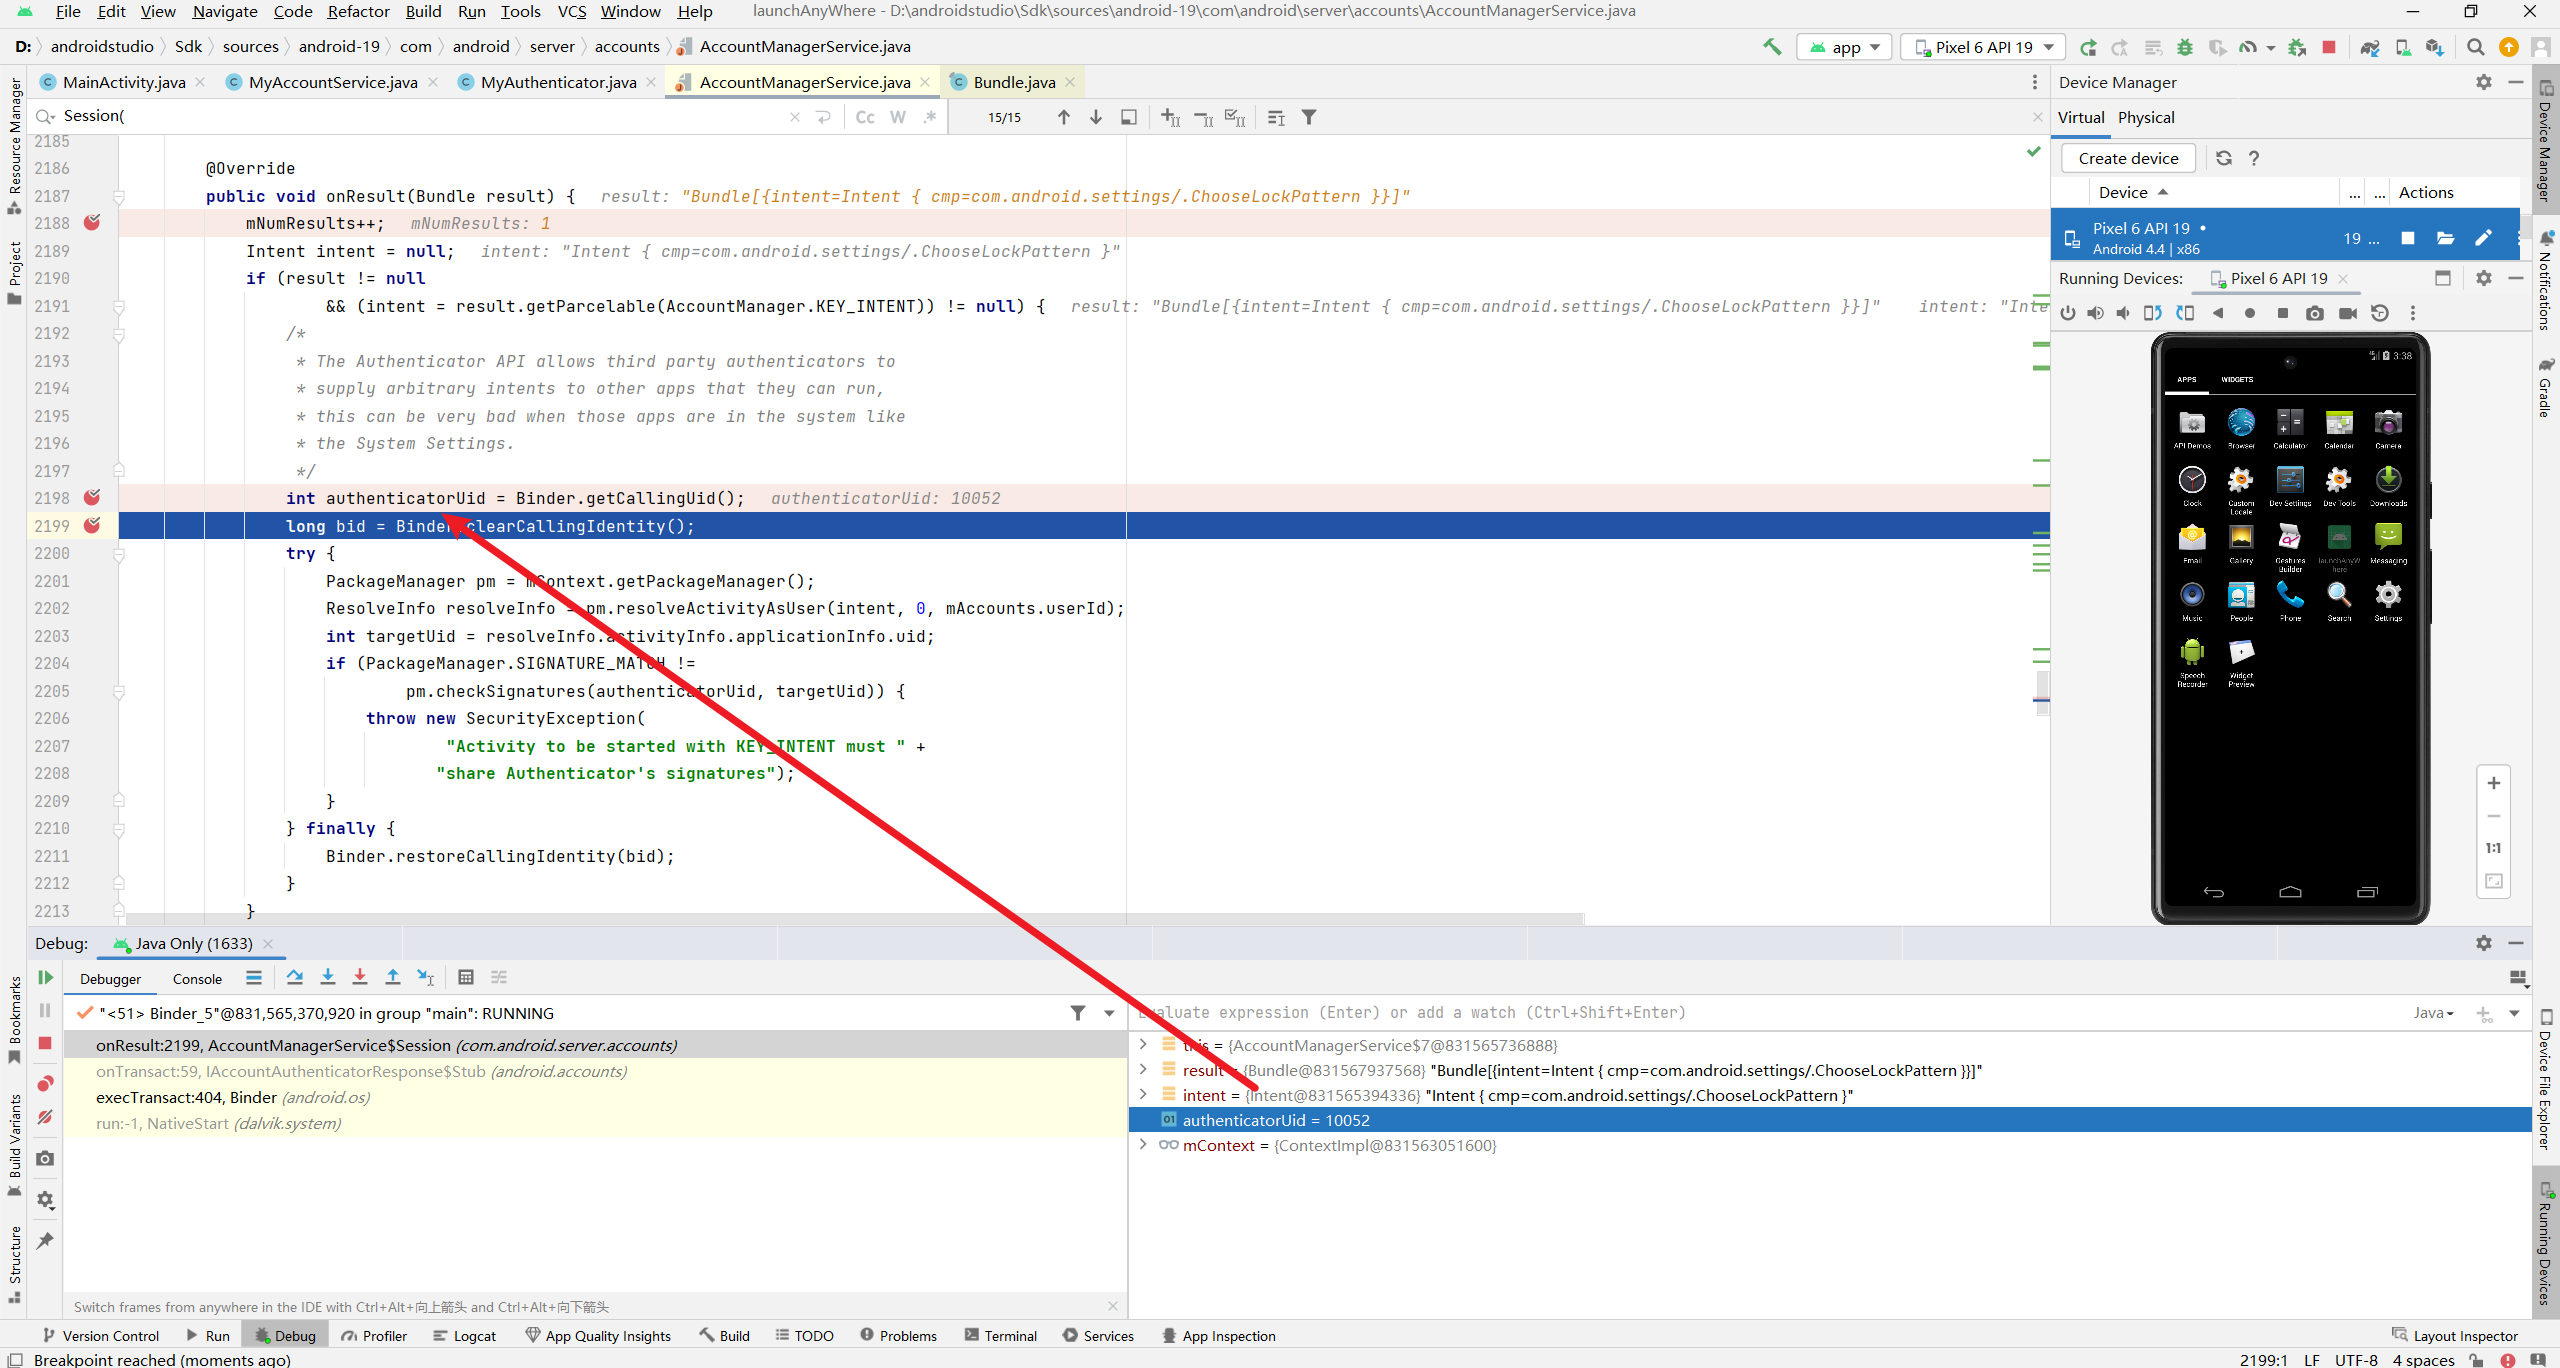 File Edit View Navigate Code Refactor Build Run Tools VCS Window Help launchAnyWhere - D:\androidstudio\Sdk\sources\android-19\com\android\server\accounts\AccountManagerService.java
D: androidstudio Sdk sources android-19 com android server accounts AccountManagerService.java app Pixel 6 API 19
MainActivity.java MyAccountService.java MyAuthenticator.java AccountManagerService.java Bundle.java
Session( Cc W .* 15/15
2185
2186 @Override
2187 public void onResult(Bundle result) { result: "Bundle[{intent=Intent { cmp=com.android.settings/.ChooseLockPattern }}]"
2188 mNumResults++; mNumResults: 1
2189 Intent intent = null; intent: "Intent { cmp=com.android.settings/.ChooseLockPattern }"
2190 if (result != null
2191 && (intent = result.getParcelable(AccountManager.KEY_INTENT)) != null) { result: "Bundle[{intent=Intent { cmp=com.android.settings/.ChooseLockPattern }}]" intent: "Inte
2192 /*
2193 * The Authenticator API allows third party authenticators to
2194 * supply arbitrary intents to other apps that they can run,
2195 * this can be very bad when those apps are in the system like
2196 * the System Settings.
2197 */
2198 int authenticatorUid = Binder.getCallingUid(); authenticatorUid: 10052
2199 long bid = Binder.clearCallingIdentity();
2200 try {
2201 PackageManager pm = mContext.getPackageManager();
2202 ResolveInfo resolveInfo = pm.resolveActivityAsUser(intent, 0, mAccounts.userId);
2203 int targetUid = resolveInfo.activityInfo.applicationInfo.uid;
2204 if (PackageManager.SIGNATURE_MATCH !=
2205 pm.checkSignatures(authenticatorUid, targetUid)) {
2206 throw new SecurityException(
2207 "Activity to be started with KEY_INTENT must " +
2208 "share Authenticator's signatures");
2209 }
2210 } finally {
2211 Binder.restoreCallingIdentity(bid);
2212 }
2213 }
Resource Manager
Project
Bookmarks
Build Variants
Structure
Device Manager
Virtual Physical
Create device ?
Device ... ... Actions
Pixel 6 API 19 19 ...
Android 4.4 | x86
Running Devices: Pixel 6 API 19
3:38
APPS WIDGETS
API Demos Browser Calculator Calendar Camera
Clock Custom Locale Dev Settings Dev Tools Downloads
Email Gallery Gestures Builder launchAnyWhere Messaging
Music People Phone Search Settings
Speech Recorder Widget Preview
1:1
Device Manager
Notifications
Gradle
Device File Explorer
Running Devices
Debug: Java Only (1633)
Debugger Console
"<51> Binder_5"@831,565,370,920 in group "main": RUNNING
onResult:2199, AccountManagerService$Session (com.android.server.accounts)
onTransact:59, IAccountAuthenticatorResponse$Stub (android.accounts)
execTransact:404, Binder (android.os)
run:-1, NativeStart (dalvik.system)
Switch frames from anywhere in the IDE with Ctrl+Alt+向上箭头 and Ctrl+Alt+向下箭头
Evaluate expression (Enter) or add a watch (Ctrl+Shift+Enter) Java
this = {AccountManagerService$7@831565736888}
result = {Bundle@831567937568} "Bundle[{intent=Intent { cmp=com.android.settings/.ChooseLockPattern }}]"
intent = {Intent@831565394336} "Intent { cmp=com.android.settings/.ChooseLockPattern }"
01 authenticatorUid = 10052
mContext = {ContextImpl@831563051600}
Version Control Run Debug Profiler Logcat App Quality Insights Build TODO Problems Terminal Services App Inspection Layout Inspector
Breakpoint reached (moments ago) 2199:1 LF UTF-8 4 spaces